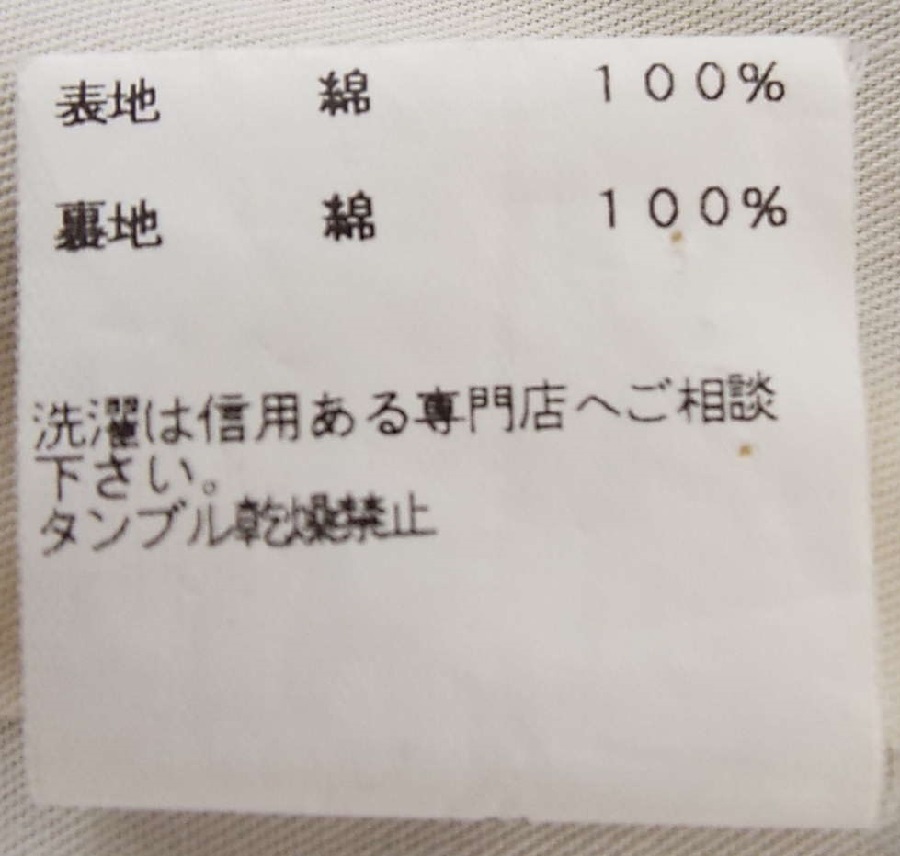 表地 綿 100%
裏地 綿 100%
洗濯は信用ある専門店へご相談
下さい。
タンブル乾燥禁止